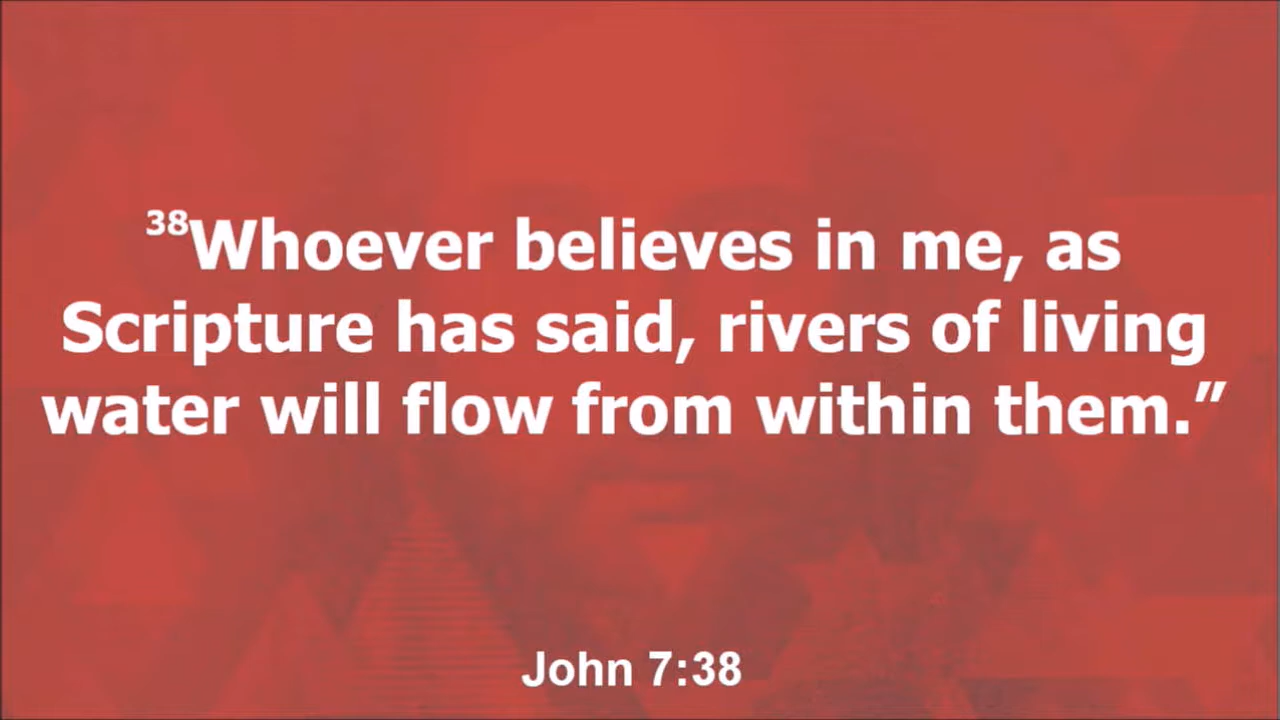 38Whoever believes in me, as
Scripture has said, rivers of living
water will flow from within them.”
John 7:38